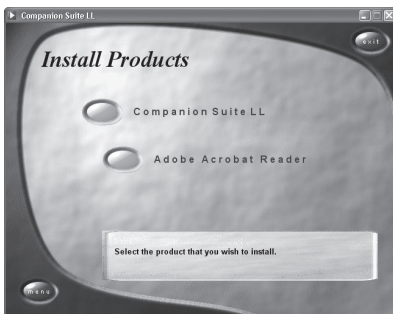 Companion Suite LL
exit
Install Products
Companion Suite LL
Adobe Acrobat Reader
Select the product that you wish to install.
menu